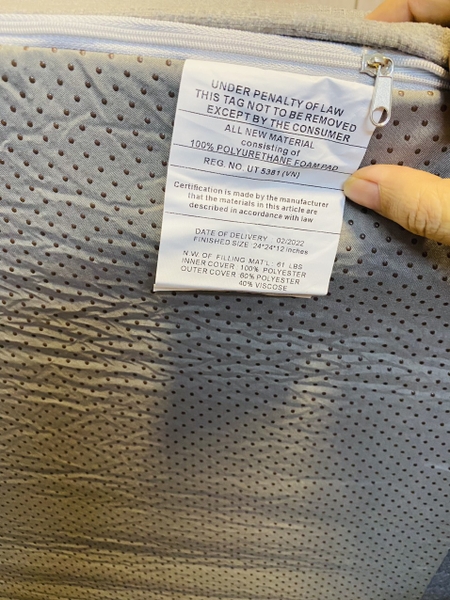 UNDER PENALTY OF LAW
THIS TAG NOT TO BE REMOVED
EXCEPT BY THE CONSUMER
ALL NEW MATERIAL
consisting of
100% POLYURETHANE FOAM PAD
REG. NO. UT 5381 (VN)
Certification is made by the manufacturer
that the materials in this article are
described in accordance with law
DATE OF DELIVERY 02/2022
FINISHED SIZE 24*24*12 inches
N.W. OF FILLING MAT'L: 61 LBS
INNER COVER: 100% POLYESTER
OUTER COVER: 60% POLYESTER
40% VISCOSE